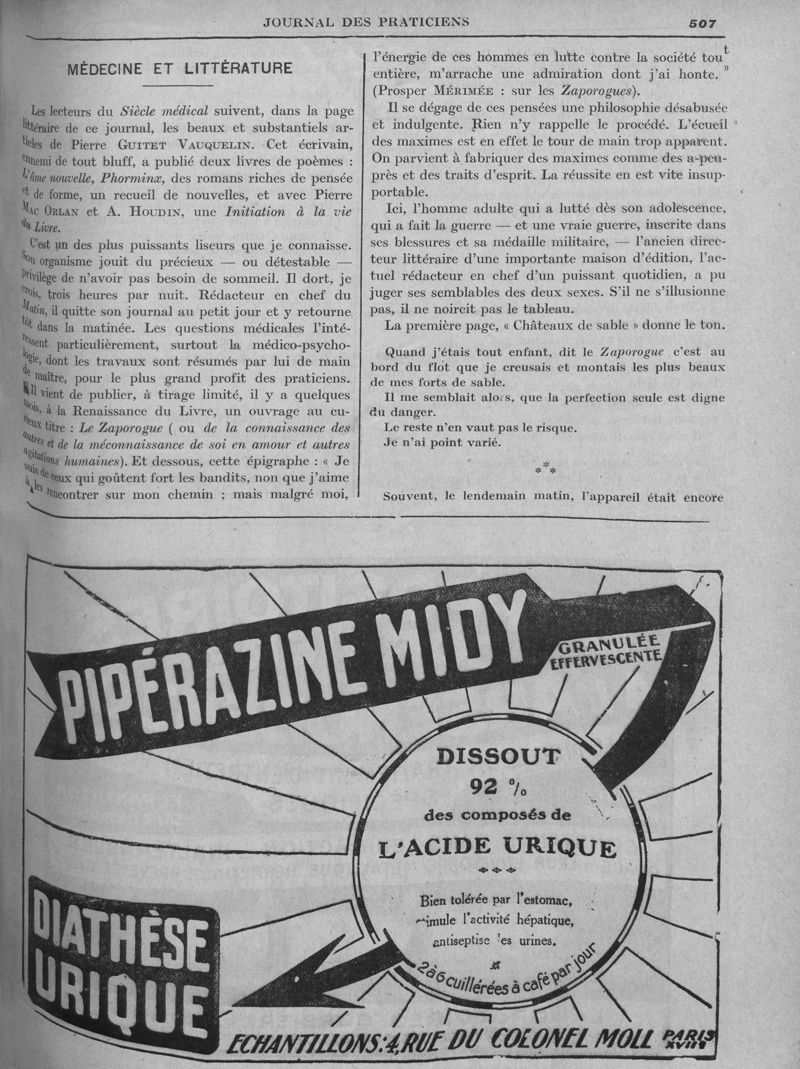 JOURNAL DES PRATICIENS 507
MÉDECINE ET LITTÉRATURE
Les lecteurs du Siècle médical suivent, dans la page
littéraire de ce journal, les beaux et substantiels ar-
ticles de Pierre GUITET VAUQUELIN. Cet écrivain,
ennemi de tout bluff, a publié deux livres de poèmes :
L'âme nouvelle, Phorminx, des romans riches de pensée
et de forme, un recueil de nouvelles, et avec Pierre
MAC ORLAN et A. HOUDIN, une Initiation à la vie
du Livre.
C'est un des plus puissants liseurs que je connaisse.
Son organisme jouit du précieux — ou détestable —
privilège de n'avoir pas besoin de sommeil. Il dort, je
crois, trois heures par nuit. Rédacteur en chef du
Matin, il quitte son journal au petit jour et y retourne
tôt dans la matinée. Les questions médicales l'inté-
ressent particulièrement, surtout la médico-psycho-
logie, dont les travaux sont résumés par lui de main
de maître, pour le plus grand profit des praticiens.
Il vient de publier, à tirage limité, il y a quelques
mois, à la Renaissance du Livre, un ouvrage au cu-
rieux titre : Le Zaporogue ( ou de la connaissance des
autres et de la méconnaissance de soi en amour et autres
agitations humaines). Et dessous, cette épigraphe : « Je
suis de ceux qui goûtent fort les bandits, non que j'aime
à les rencontrer sur mon chemin ; mais malgré moi,
l'énergie de ces hommes en lutte contre la société tout
entière, m'arrache une admiration dont j'ai honte. »
(Prosper MÉRIMÉE : sur les Zaporogues).
Il se dégage de ces pensées une philosophie désabusée
et indulgente. Rien n'y rappelle le procédé. L'écueil
des maximes est en effet le tour de main trop apparent.
On parvient à fabriquer des maximes comme des a-peu-
près et des traits d'esprit. La réussite en est vite insup-
portable.
Ici, l'homme adulte qui a lutté dès son adolescence,
qui a fait la guerre — et une vraie guerre, inscrite dans
ses blessures et sa médaille militaire, — l'ancien direc-
teur littéraire d'une importante maison d'édition, l'ac-
tuel rédacteur en chef d'un puissant quotidien, a pu
juger ses semblables des deux sexes. S'il ne s'illusionne
pas, il ne noircit pas le tableau.
La première page, « Châteaux de sable » donne le ton.
Quand j'étais tout enfant, dit le Zaporogue c'est au
bord du flot que je creusais et montais les plus beaux
de mes forts de sable.
Il me semblait alors, que la perfection seule est digne
du danger.
Le reste n'en vaut pas le risque.
Je n'ai point varié.
* * *
Souvent, le lendemain matin, l'appareil était encore
PIPÉRAZINE MIDY
GRANULÉE
EFFERVESCENTE
DISSOUT
92 %
des composés de
L'ACIDE URIQUE
Bien tolérée par l'estomac,
stimule l'activité hépatique,
antiseptise les urines.
2 à 6 cuillérées à café par jour
DIATHÈSE
URIQUE
ECHANTILLONS: 4, RUE DU COLONEL MOLL PARIS XVIIe